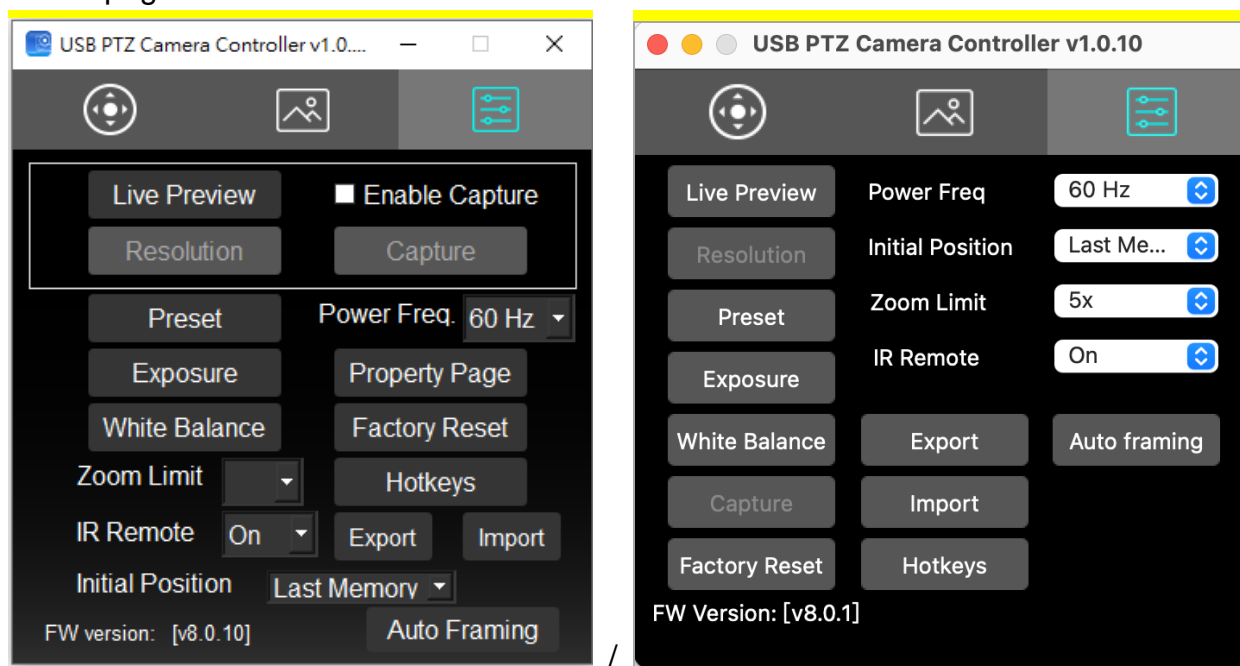 USB PTZ Camera Controller v1.0....
Live Preview
Enable Capture
Resolution
Capture
Preset
Power Freq. 60 Hz
Exposure
Property Page
White Balance
Factory Reset
Zoom Limit
Hotkeys
IR Remote On
Export
Import
Initial Position Last Memory
FW version: [v8.0.10]
Auto Framing
/
USB PTZ Camera Controller v1.0.10
Live Preview
Power Freq
60 Hz
Resolution
Initial Position
Last Me...
Preset
Zoom Limit
5x
Exposure
IR Remote
On
White Balance
Export
Auto framing
Capture
Import
Factory Reset
Hotkeys
FW Version: [v8.0.1]